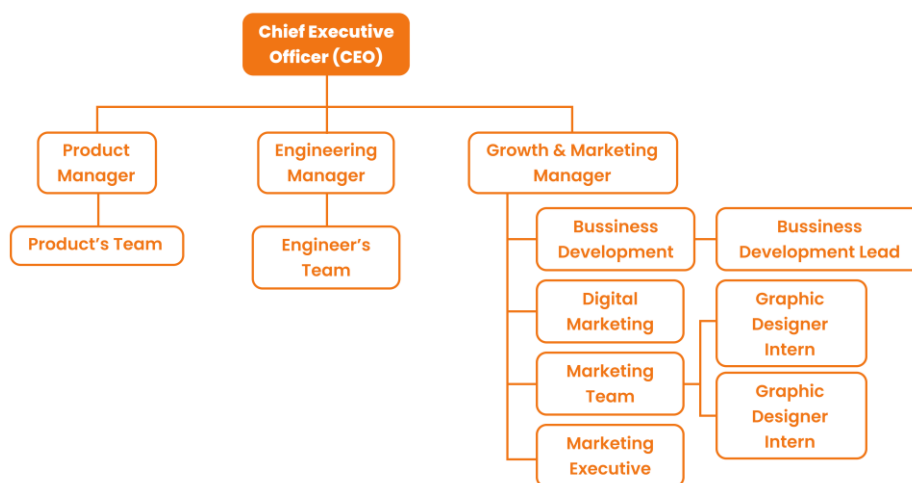 Chief Executive
Officer (CEO)
Product
Manager
Engineering
Manager
Growth & Marketing
Manager
Product's Team
Engineer's
Team
Bussiness
Development
Bussiness
Development Lead
Digital
Marketing
Graphic
Designer
Intern
Marketing
Team
Graphic
Designer
Intern
Marketing
Executive